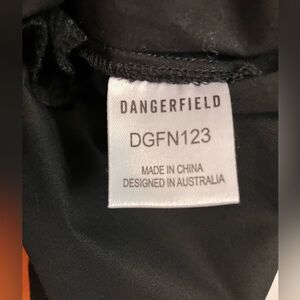 DANGERFIELD
DGFN123
MADE IN CHINA
DESIGNED IN AUSTRALIA